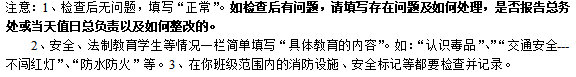 注意：1、检查后无问题，填写“正常”。如检查后有问题，请填写存在问题及如何处理，是否报告总务
处或当天值日总负责以及如何整改的。
2、安全、法制教育学生等情况一栏简单填写“具体教育的内容”。如：“认识毒品”、”“交通安全---
不闯红灯”、“防水防火”等。3、在你班级范围内的消防设施、安全标记等都要检查并记录。